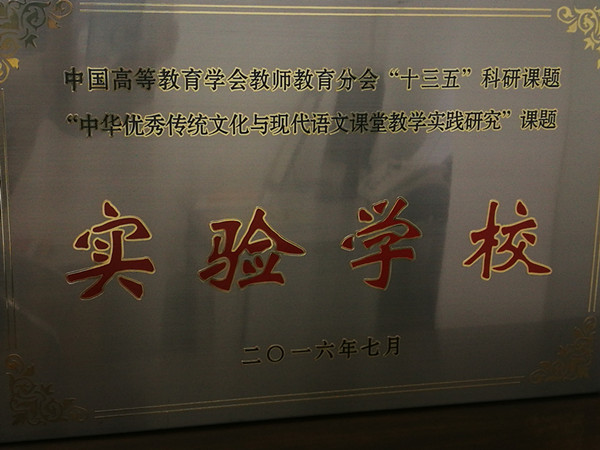 中国高等教育学会教师教育分会“十三五”科研课题
“中华优秀传统文化与现代语文课堂教学实践研究”课题
实验学校
二〇一六年七月